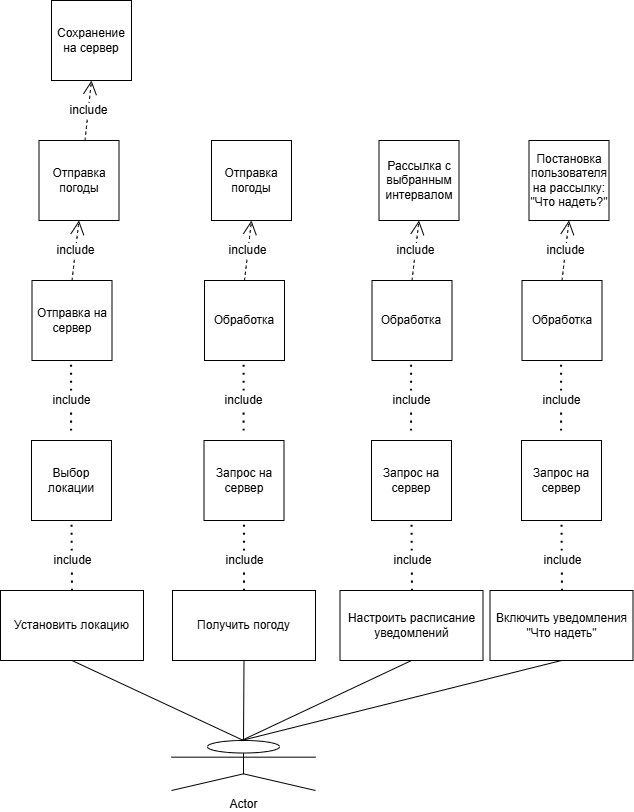 Сохранение
на сервер
include
Отправка
погоды
Отправка
погоды
Рассылка с
выбранным
интервалом
Постановка
пользователя
на рассылку:
"Что надеть?"
include
include
include
include
Отправка на
сервер
Обработка
Обработка
Обработка
include
include
include
include
Выбор
локации
Запрос на
сервер
Запрос на
сервер
Запрос на
сервер
include
include
include
include
Установить локацию
Получить погоду
Настроить расписание
уведомлений
Включить уведомления
"Что надеть"
Actor